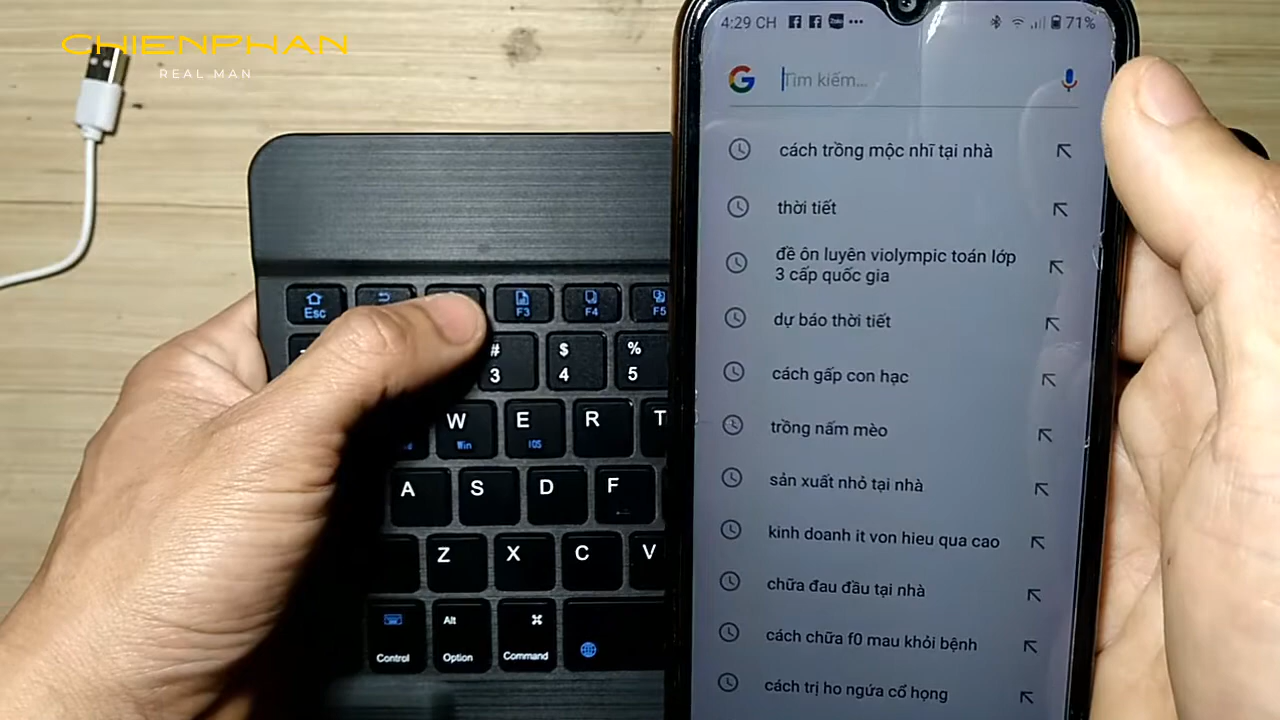 CHIENPHAN
REAL MAN
4:29 CH
71%
Tìm kiếm...
cách trồng mộc nhĩ tại nhà
thời tiết
đề ôn luyện violympic toán lớp
3 cấp quốc gia
dự báo thời tiết
cách gấp con hạc
trồng nấm mèo
sản xuất nhỏ tại nhà
kinh doanh it von hieu qua cao
chữa đau đầu tại nhà
cách chữa f0 mau khỏi bệnh
cách trị ho ngứa cổ họng
Esc
F3
F4
F5
# $ %
3 4 5
W E R T
Win
IOS
A S D F
Z X C V
Alt
Control Option Command